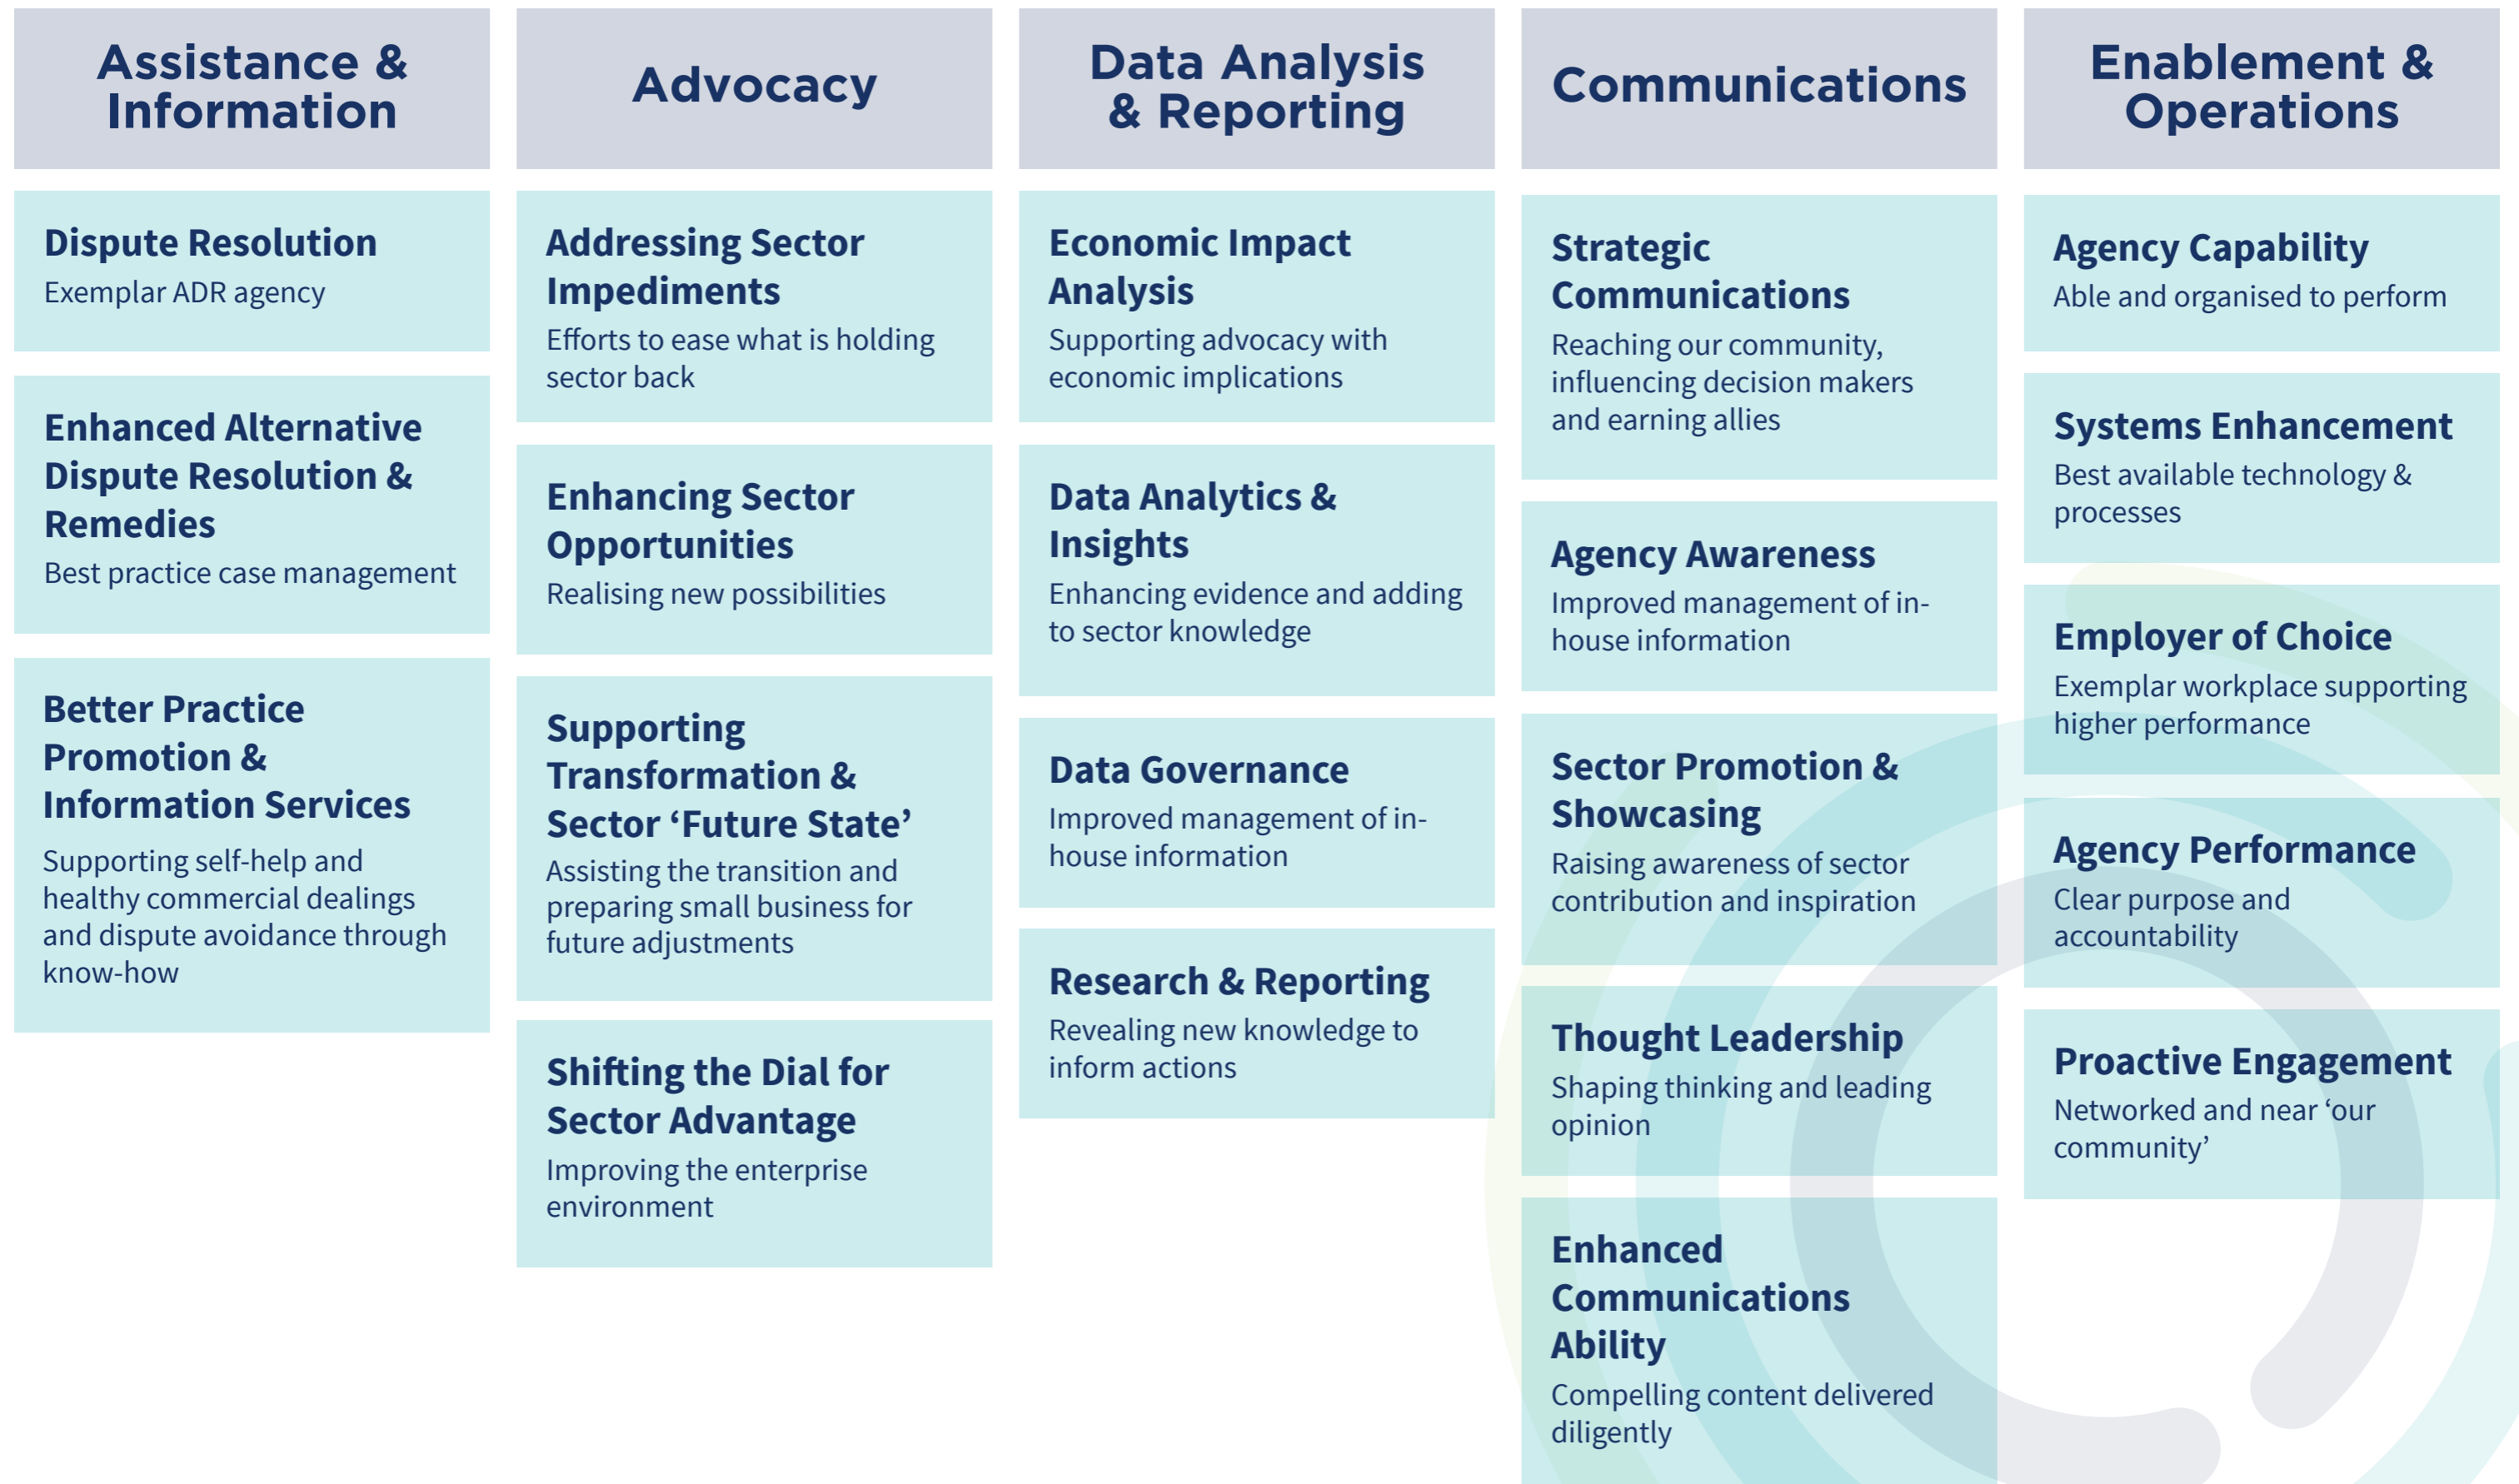 Assistance &
Information
Dispute Resolution
Exemplar ADR agency
Enhanced Alternative
Dispute Resolution &
Remedies
Best practice case management
Better Practice
Promotion &
Information Services
Supporting self-help and
healthy commercial dealings
and dispute avoidance through
know-how
Advocacy
Addressing Sector
Impediments
Efforts to ease what is holding
sector back
Enhancing Sector
Opportunities
Realising new possibilities
Supporting
Transformation &
Sector ‘Future State’
Assisting the transition and
preparing small business for
future adjustments
Shifting the Dial for
Sector Advantage
Improving the enterprise
environment
Data Analysis
& Reporting
Economic Impact
Analysis
Supporting advocacy with
economic implications
Data Analytics &
Insights
Enhancing evidence and adding
to sector knowledge
Data Governance
Improved management of in-
house information
Research & Reporting
Revealing new knowledge to
inform actions
Communications
Strategic
Communications
Reaching our community,
influencing decision makers
and earning allies
Agency Awareness
Improved management of in-
house information
Sector Promotion &
Showcasing
Raising awareness of sector
contribution and inspiration
Thought Leadership
Shaping thinking and leading
opinion
Enhanced
Communications
Ability
Compelling content delivered
diligently
Enablement &
Operations
Agency Capability
Able and organised to perform
Systems Enhancement
Best available technology &
processes
Employer of Choice
Exemplar workplace supporting
higher performance
Agency Performance
Clear purpose and
accountability
Proactive Engagement
Networked and near ‘our
community’